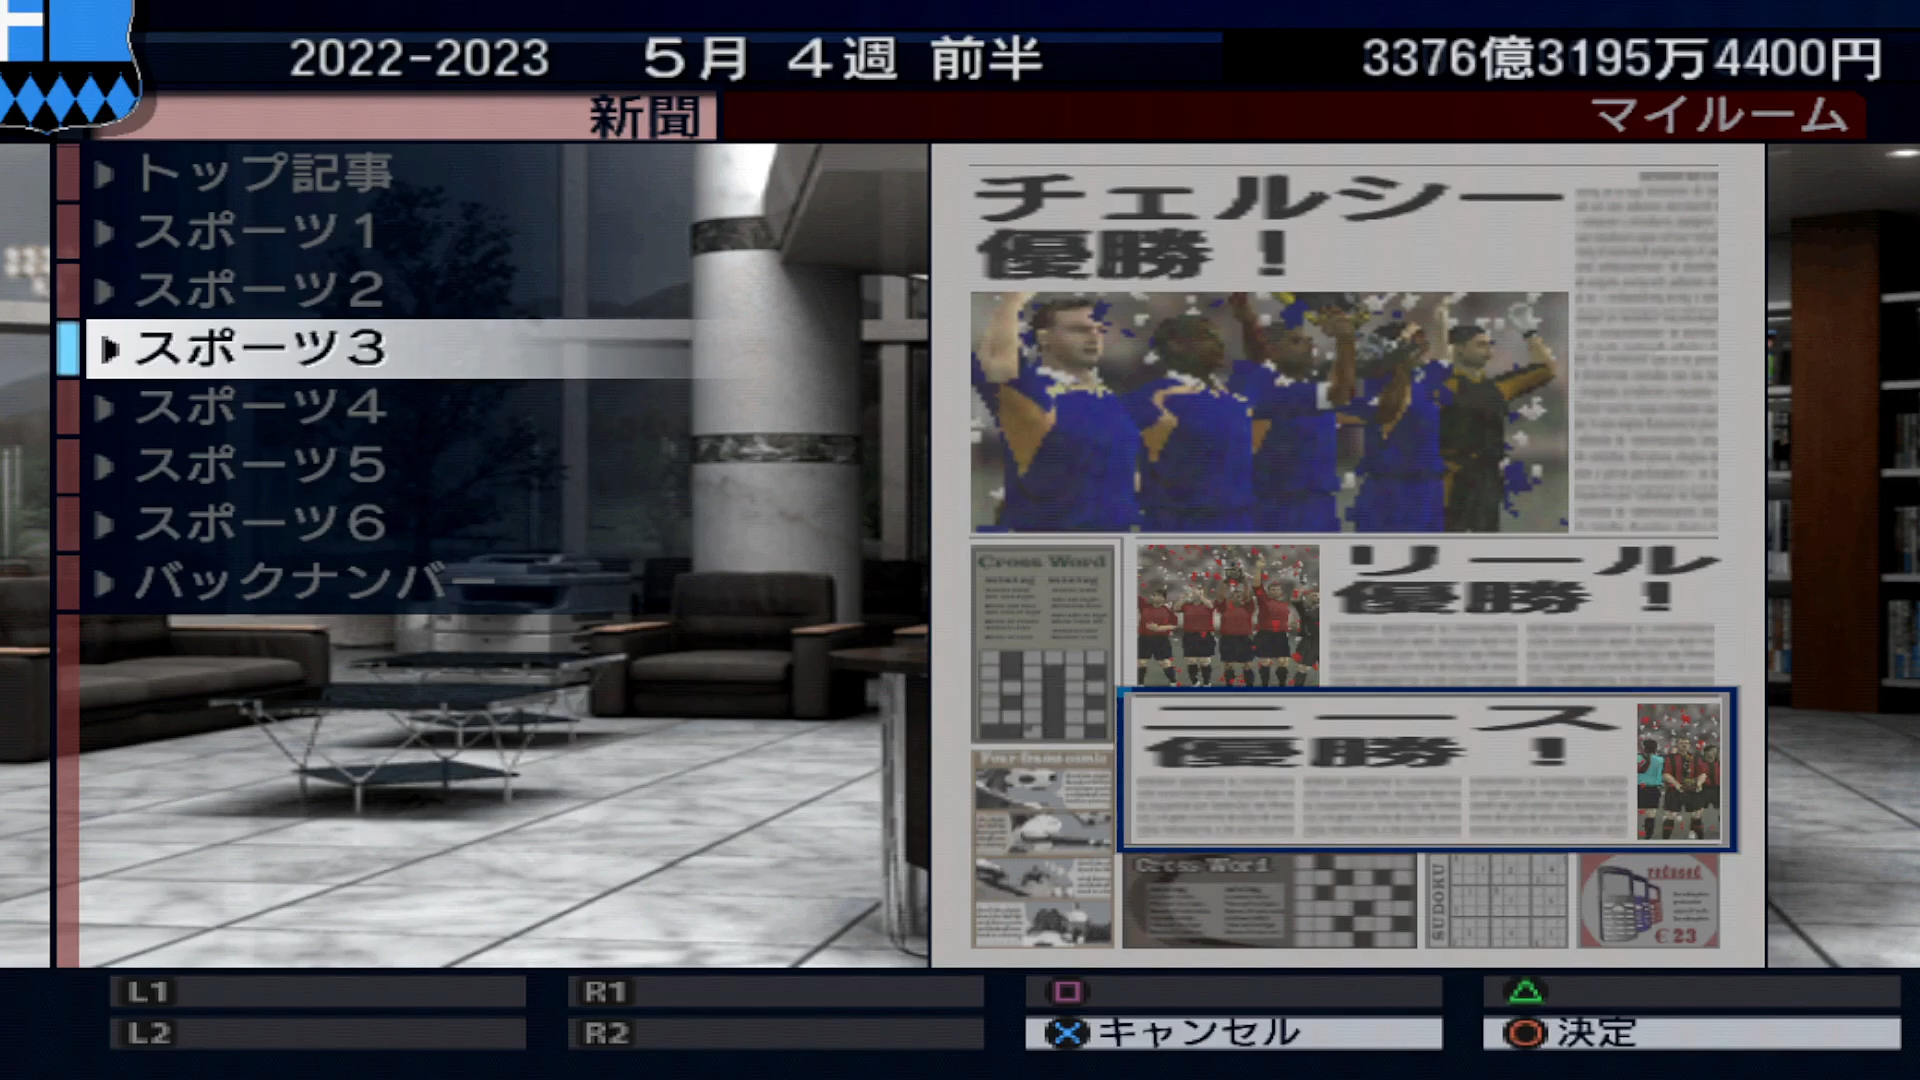 2022-2023 5月 4週 前半 3376億3195万4400円
新聞 マイルーム
トップ記事
スポーツ1
スポーツ2
スポーツ3
スポーツ4
スポーツ5
スポーツ6
バックナンバー
チェルシー
優勝!
リール
優勝!
ニース
優勝!
Cross Word
Four frame comic
Cross Word
SUDOKU
reduced
€23
L1
R1
L2
R2
キャンセル
決定